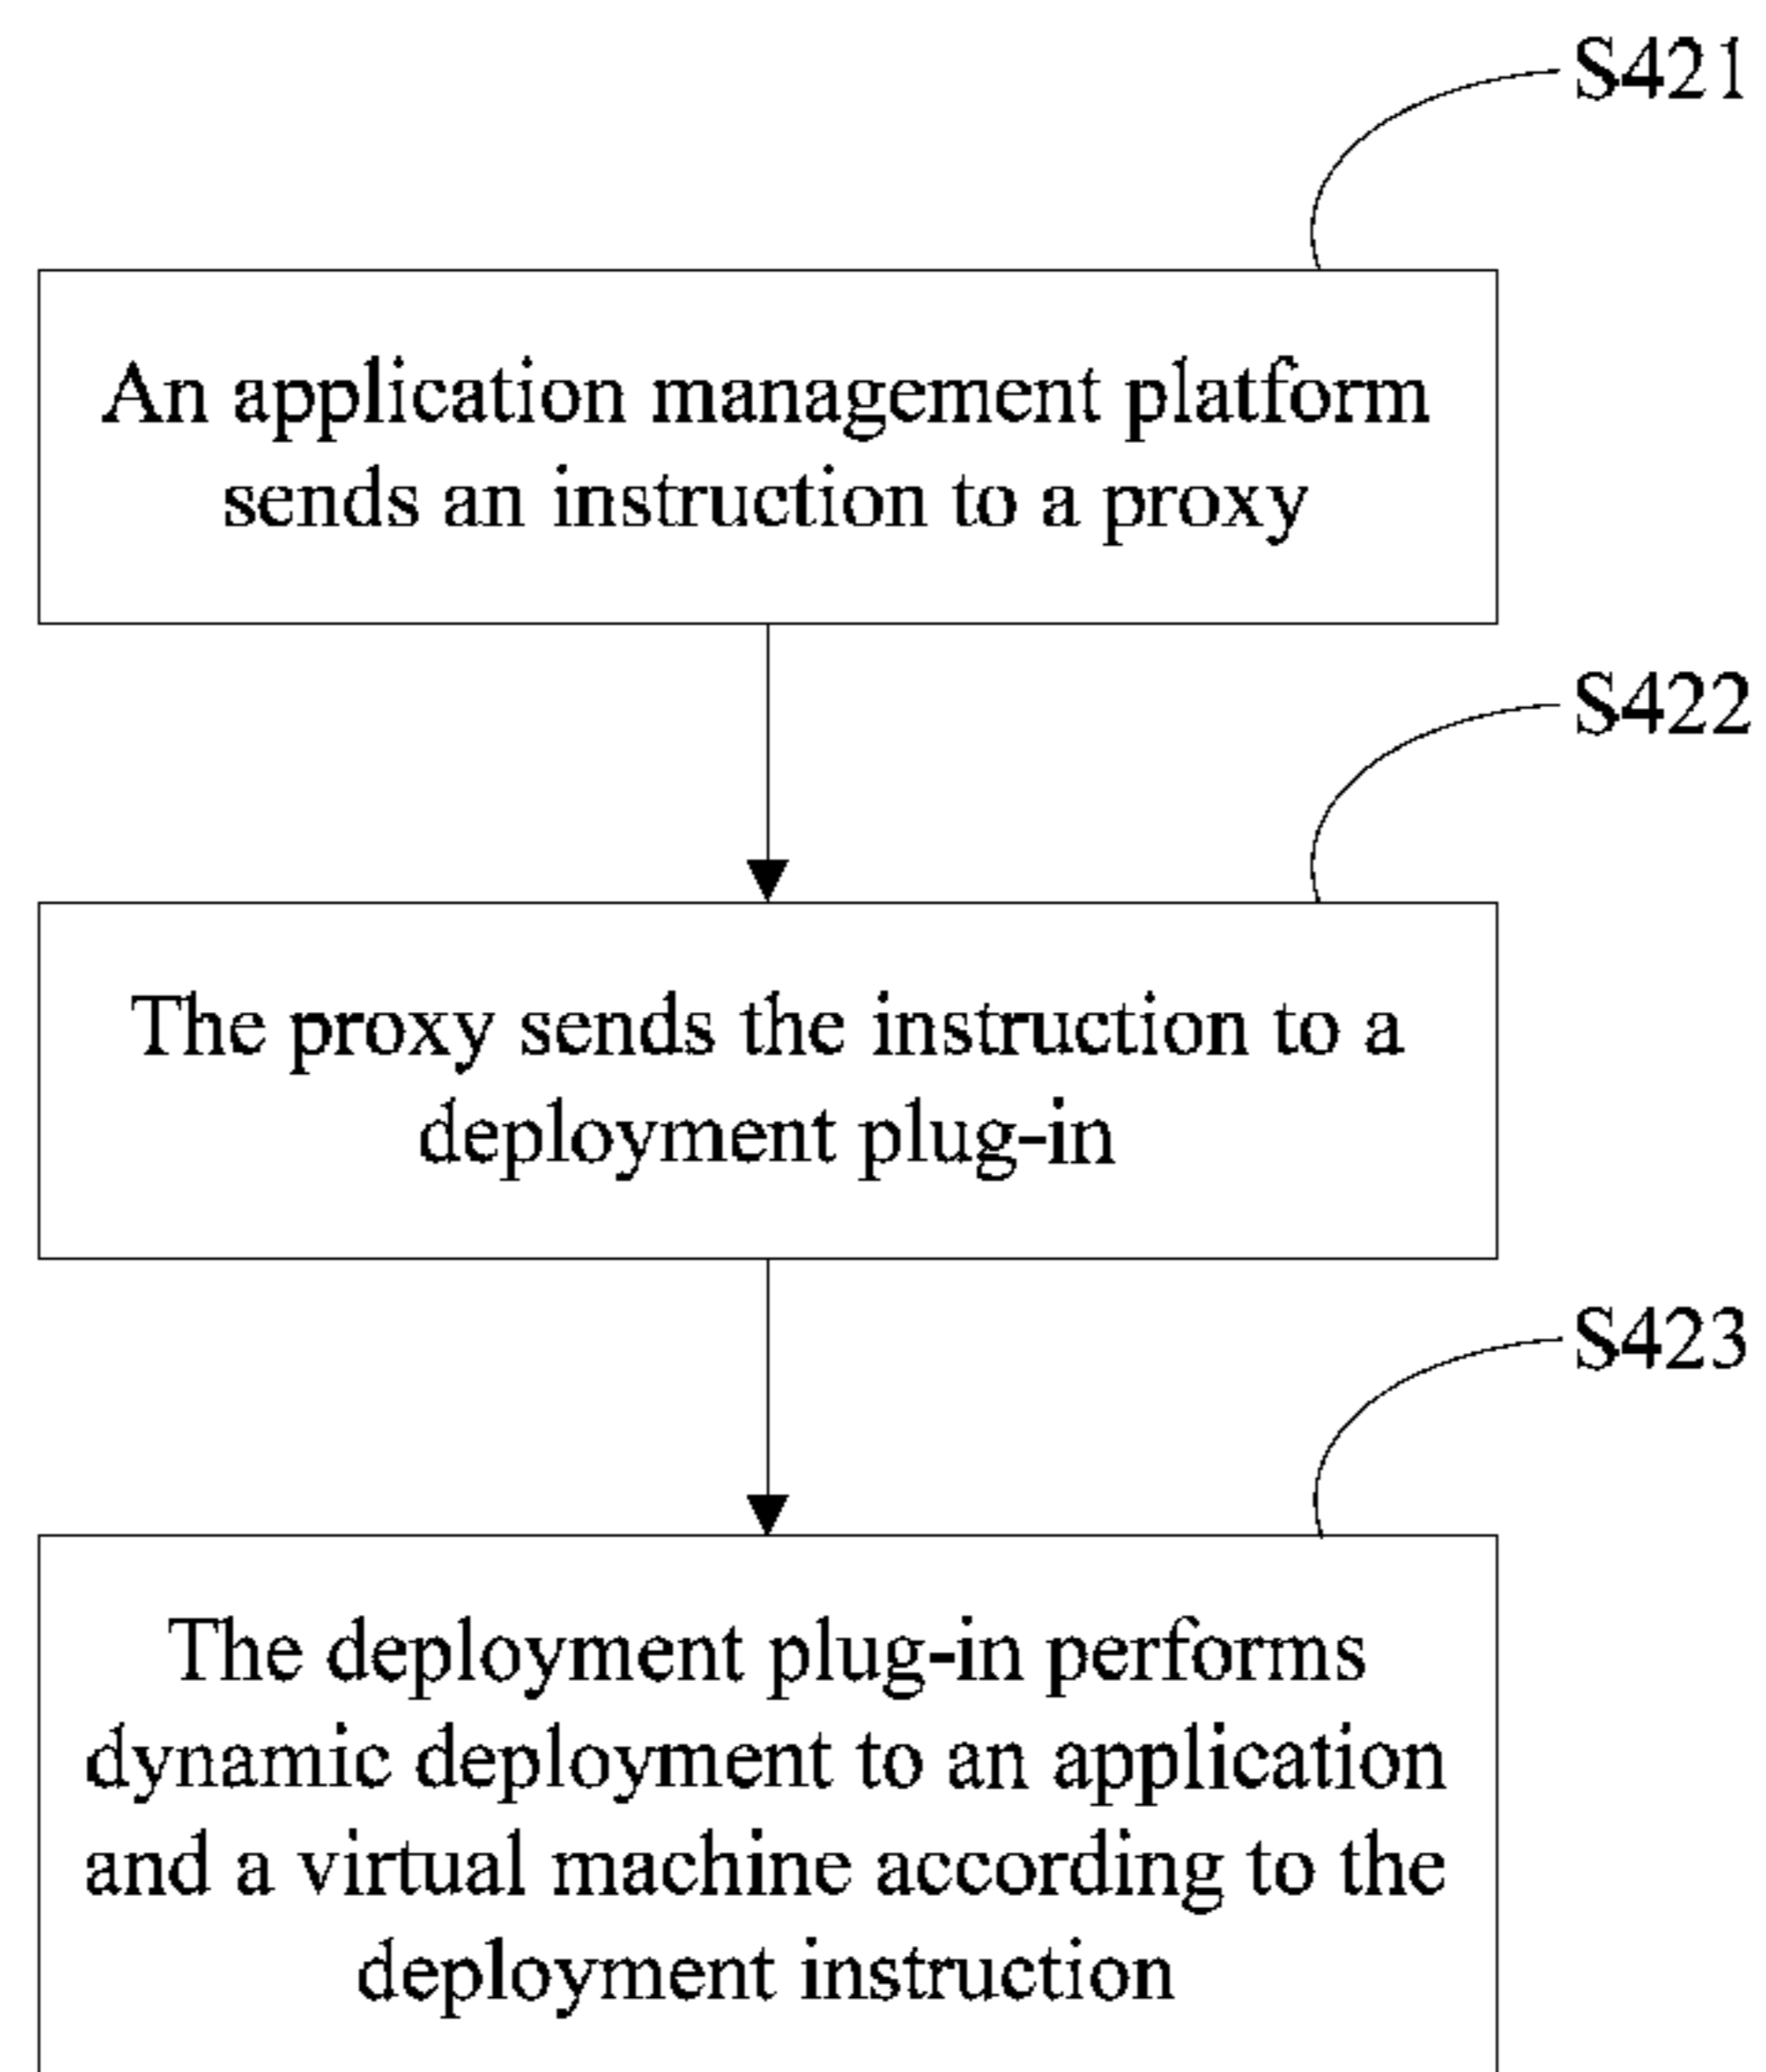 S421
An application management platform
sends an instruction to a proxy
S422
The proxy sends the instruction to a
deployment plug-in
S423
The deployment plug-in performs
dynamic deployment to an application
and a virtual machine according to the
deployment instruction